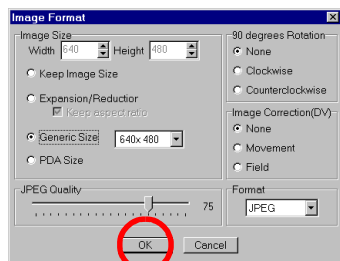 Image Format
Image Size
Width 640 Height 480
Keep Image Size
Expansion/Reductior
Keep aspect ratio
Generic Size 640x 480
PDA Size
90 degrees Rotation
None
Clockwise
Counterclockwise
Image Correction(DV)
None
Movement
Field
JPEG Quality
75
Format
JPEG
OK Cancel